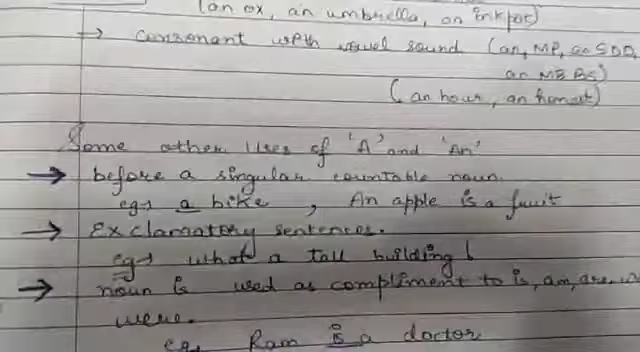 (an ox, an umbrella, an inkpot)
→ consonant with vowel sound (an MP, an SDO,
an MBBS)
(an hour, an honest)
Some other Uses of 'A' and 'An'
→ before a singular countable noun.
eg→ a bike , An apple is a fruit
→ Exclamatory sentences.
eg→ what a tall building!
→ noun is used as compliment to is, am, are,
were.
eg, Ram is a doctor